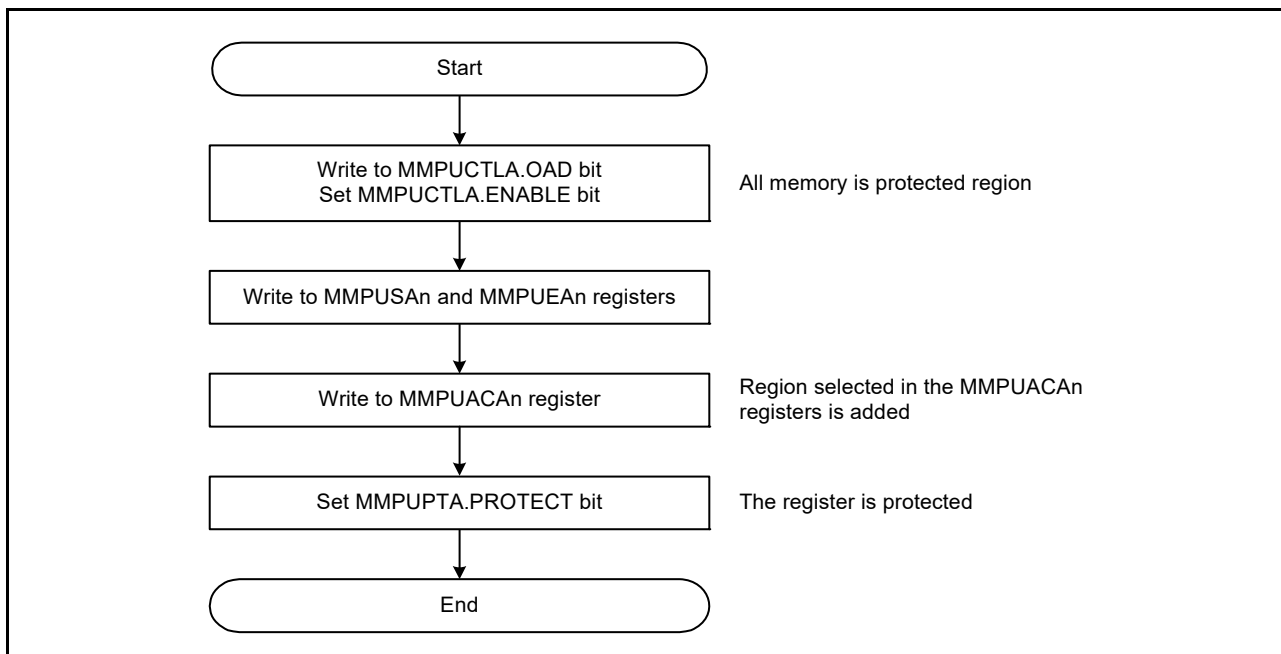 Start
Write to MMPUCTLA.OAD bit
Set MMPUCTLA.ENABLE bit
All memory is protected region
Write to MMPUSAn and MMPUEAn registers
Write to MMPUACAn register
Region selected in the MMPUACAn
registers is added
Set MMPUPTA.PROTECT bit
The register is protected
End